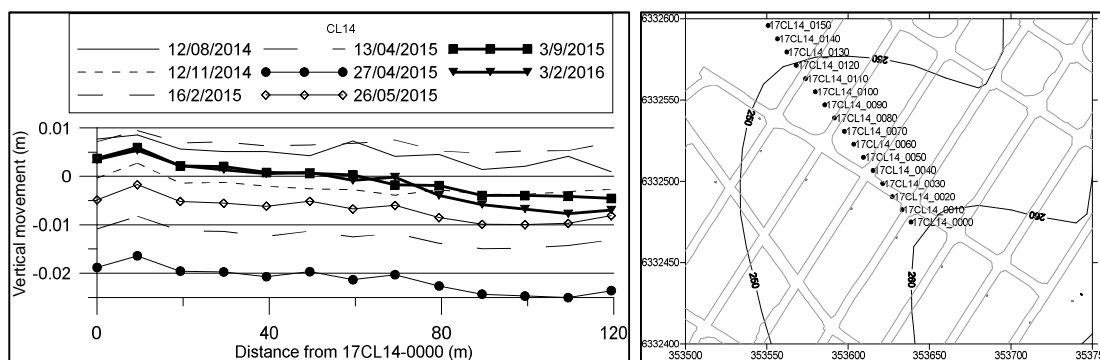 CL14
12/08/2014 13/04/2015 3/9/2015
12/11/2014 27/04/2015 3/2/2016
16/2/2015 26/05/2015
Vertical movement (m)
0.01
0
-0.01
-0.02
0 40 80 120
Distance from 17CL14-0000 (m)
6332600
6332550
6332500
6332450
6332400
353500 353550 353600 353650 353700 35375
17CL14_0150
17CL14_0140
17CL14_0130
17CL14_0120
17CL14_0110
17CL14_0100
17CL14_0090
17CL14_0080
17CL14_0070
17CL14_0060
17CL14_0050
17CL14_0040
17CL14_0030
17CL14_0020
17CL14_0010
17CL14_0000
250
250
250
260
260